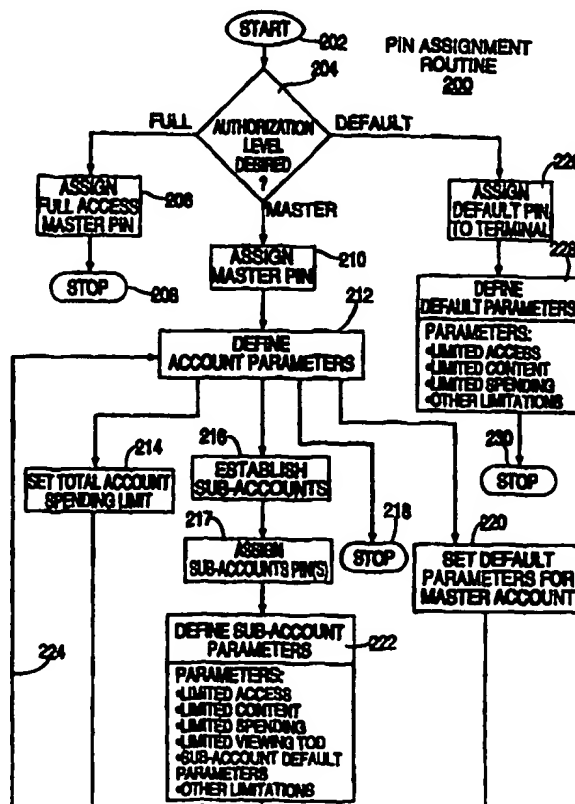 START
202
PIN ASSIGNMENT
ROUTINE
200
204
FULL
AUTHORIZATION
LEVEL
DESIRED
?
DEFAULT
MASTER
ASSIGN
FULL ACCESS
MASTER PIN
206
STOP
208
ASSIGN
MASTER PIN
210
ASSIGN
DEFAULT PIN
TO TERMINAL
228
DEFINE
DEFAULT PARAMETERS
PARAMETERS:
•LIMITED ACCESS
•LIMITED CONTENT
•LIMITED SPENDING
•OTHER LIMITATIONS
230
STOP
212
DEFINE
ACCOUNT PARAMETERS
214
SET TOTAL ACCOUNT
SPENDING LIMIT
216
ESTABLISH
SUB-ACCOUNTS
217
ASSIGN
SUB-ACCOUNTS PIN(S)
218
STOP
220
SET DEFAULT
PARAMETERS FOR
MASTER ACCOUNT
DEFINE SUB-ACCOUNT
PARAMETERS
222
PARAMETERS:
•LIMITED ACCESS
•LIMITED CONTENT
•LIMITED SPENDING
•LIMITED VIEWING TOD
•SUB-ACCOUNT DEFAULT
PARAMETERS
•OTHER LIMITATIONS
224